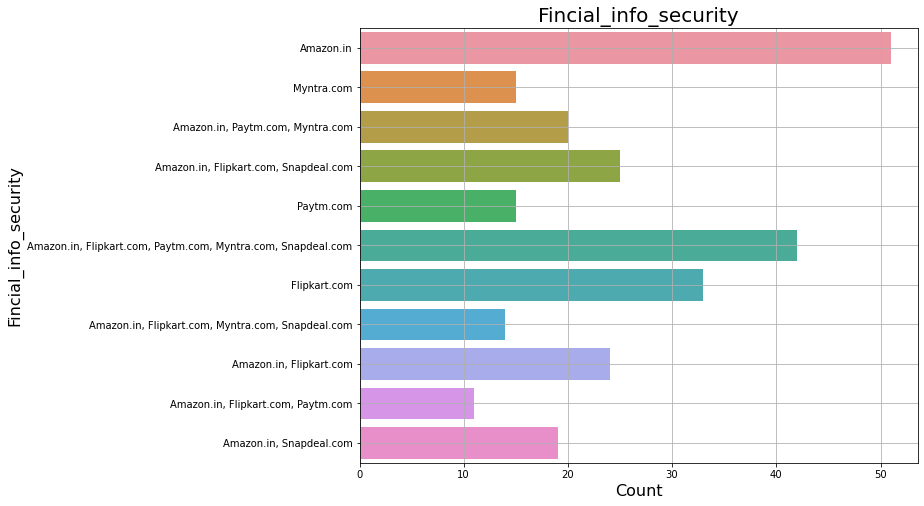 Fincial_info_security
Amazon.in
Myntra.com
Amazon.in, Paytm.com, Myntra.com
Amazon.in, Flipkart.com, Snapdeal.com
Paytm.com
Amazon.in, Flipkart.com, Paytm.com, Myntra.com, Snapdeal.com
Flipkart.com
Amazon.in, Flipkart.com, Myntra.com, Snapdeal.com
Amazon.in, Flipkart.com
Amazon.in, Flipkart.com, Paytm.com
Amazon.in, Snapdeal.com
Fincial_info_security
0 10 20 30 40 50
Count